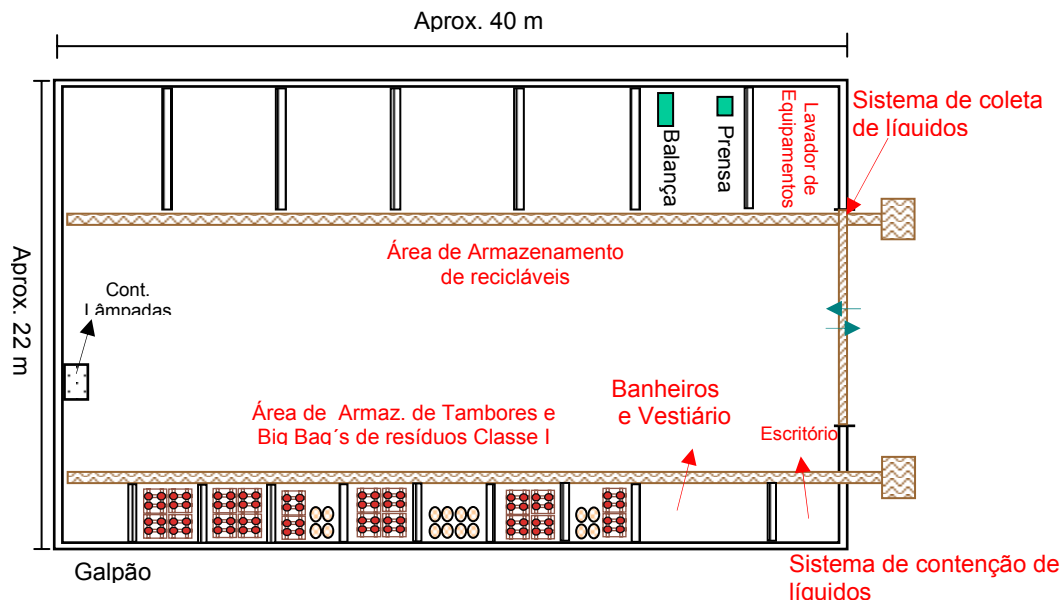 Aprox. 40 m
Sistema de coleta
de líquidos
Lavador de
Equipamentos
Prensa
Balança
Área de Armazenamento
de recicláveis
Aprox. 22 m
Cont.
Lâmpadas
Banheiros
e Vestiário
Área de Armaz. de Tambores e
Big Bag´s de resíduos Classe I
Escritório
Sistema de contenção de
líquidos
Galpão